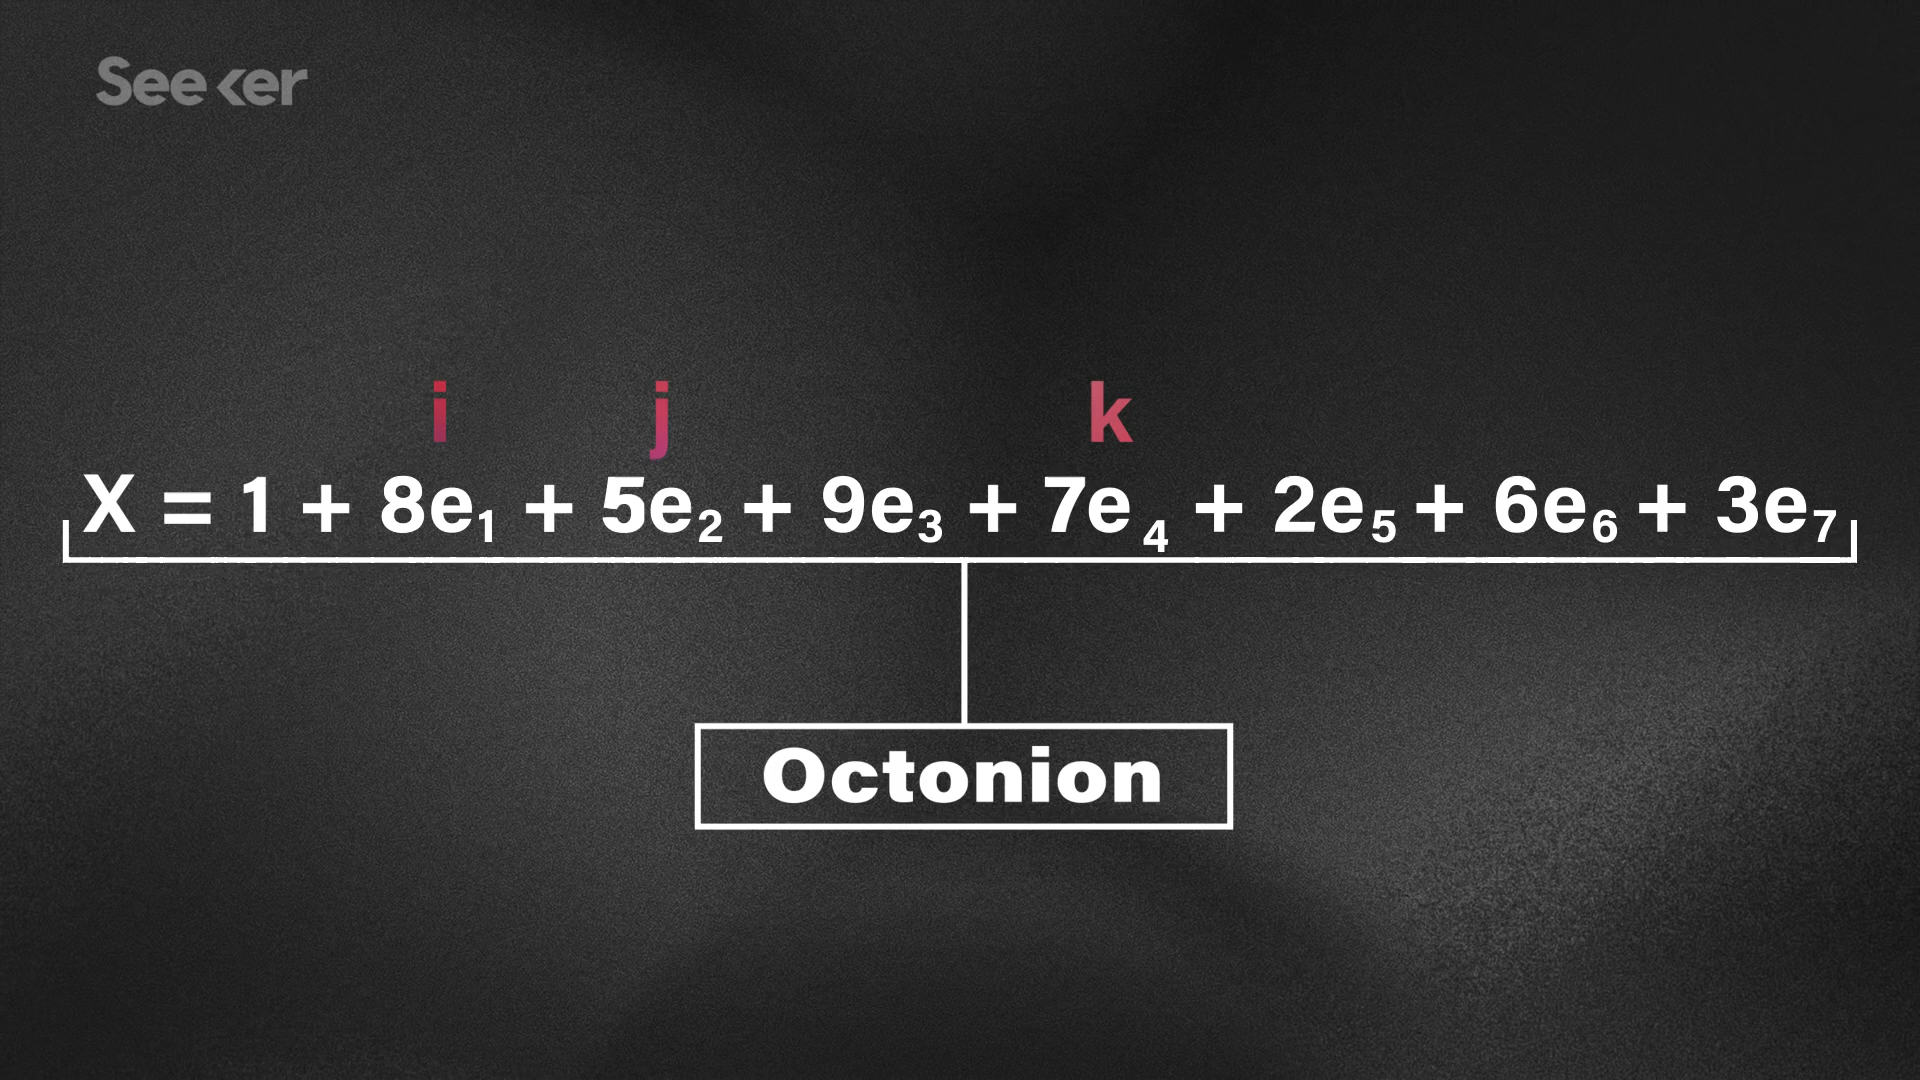 Seeker
i j k
X = 1 + 8e₁ + 5e₂ + 9e₃ + 7e₄ + 2e₅ + 6e₆ + 3e₇
Octonion